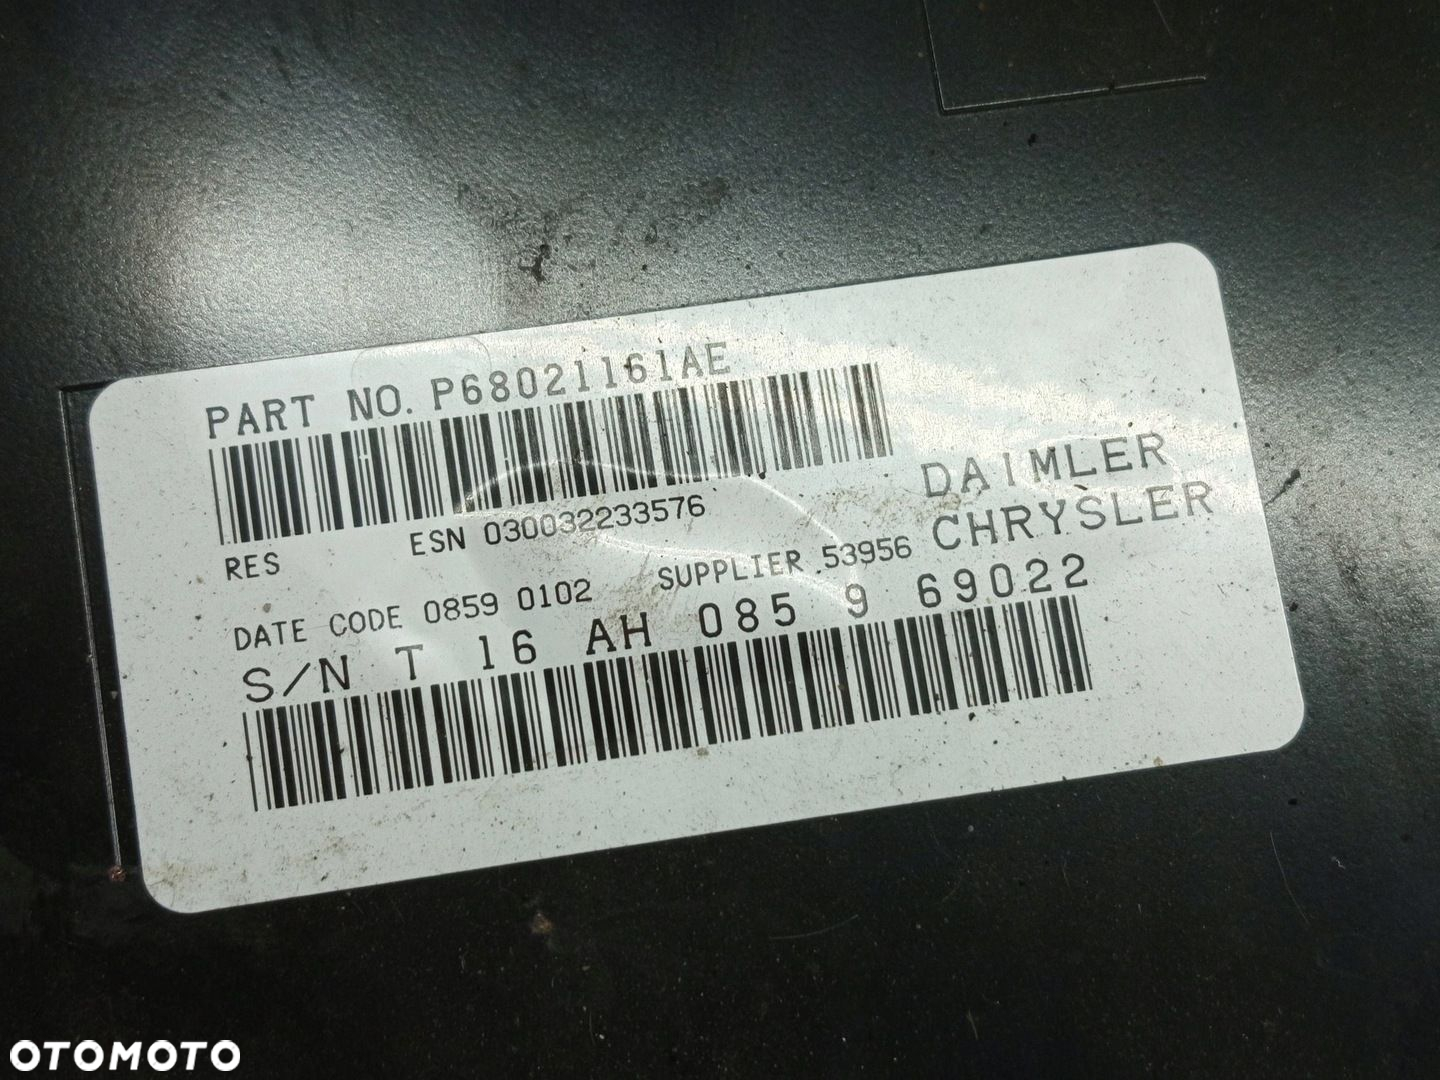 PART NO. P68021161AE
RES ESN 030032233576
DAIMLER
CHRYSLER
DATE CODE 0859 0102 SUPPLIER 53956
S/N T 16 AH 085 9 69022
OTOMOTO